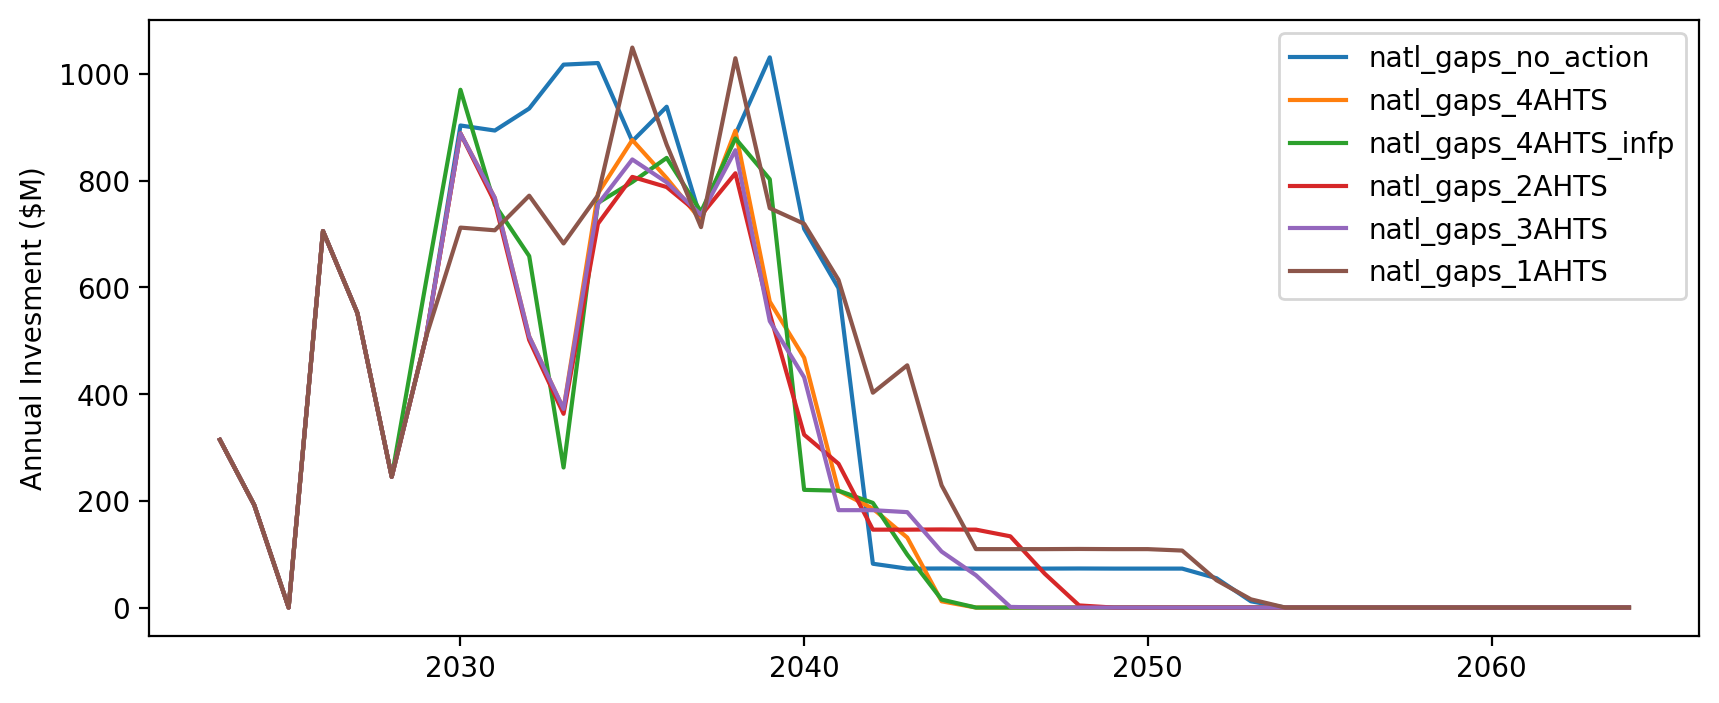 Annual Invesment ($M)
1000
800
600
400
200
0
2030 2040 2050 2060
natl_gaps_no_action
natl_gaps_4AHTS
natl_gaps_4AHTS_infp
natl_gaps_2AHTS
natl_gaps_3AHTS
natl_gaps_1AHTS